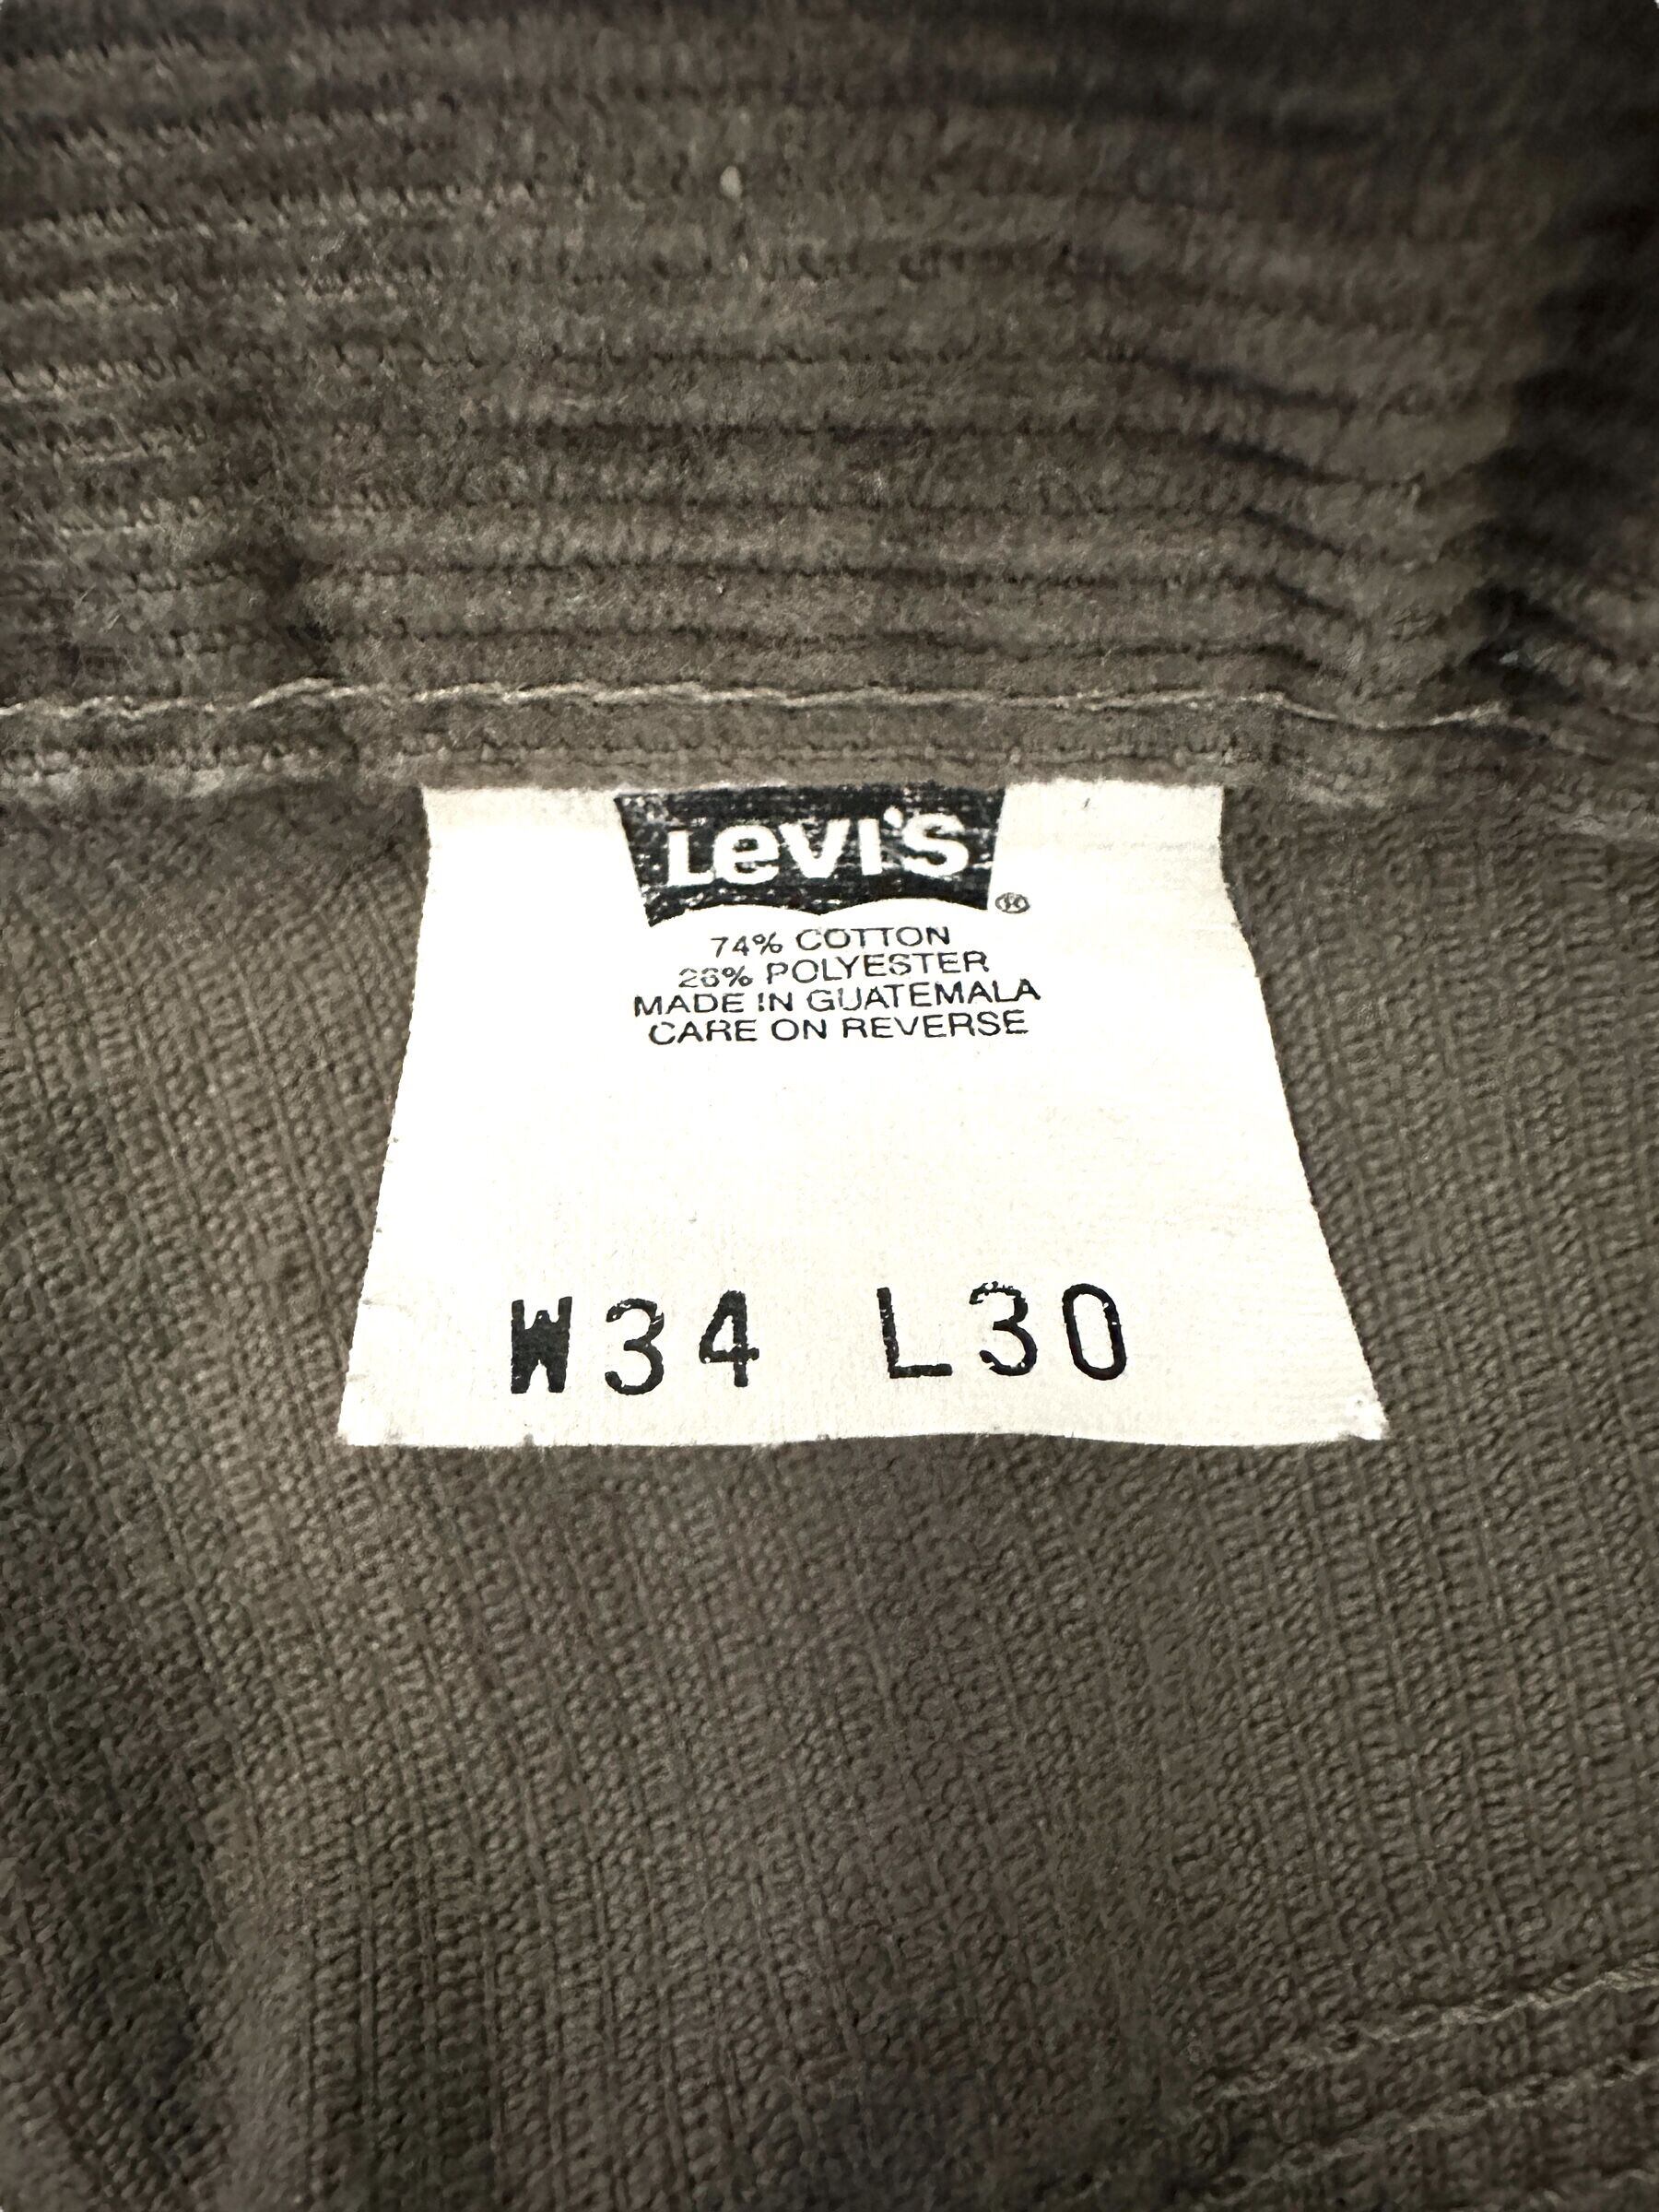 Levi's
®
74% COTTON
26% POLYESTER
MADE IN GUATEMALA
CARE ON REVERSE
W34 L30